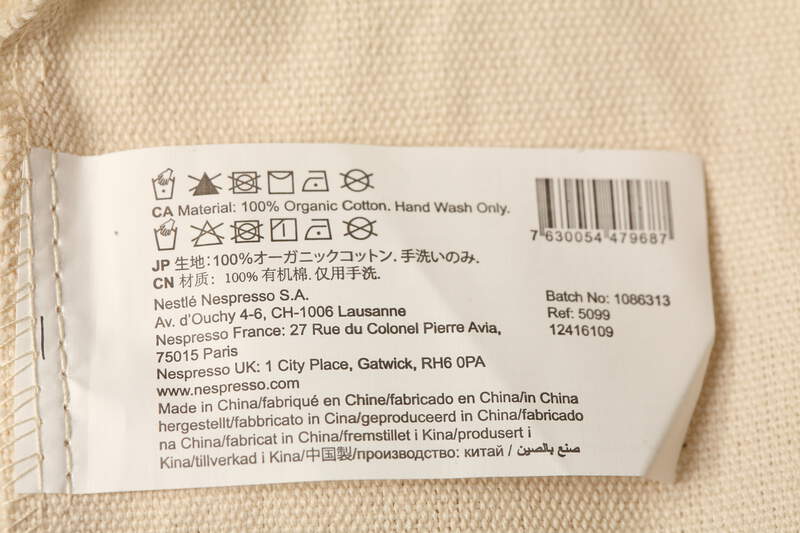 CA Material: 100% Organic Cotton. Hand Wash Only.
JP 生地:100%オーガニックコットン. 手洗いのみ.
CN 材质: 100% 有机棉. 仅用手洗.
Nestlé Nespresso S.A.
Av. d'Ouchy 4-6, CH-1006 Lausanne
Nespresso France: 27 Rue du Colonel Pierre Avia,
75015 Paris
Nespresso UK: 1 City Place, Gatwick, RH6 0PA
www.nespresso.com
Made in China/fabriqué en Chine/fabricado en China/in China
hergestellt/fabbricato in Cina/geproduceerd in China/fabricado
na China/fabricat in China/fremstillet i Kina/produsert i
Kina/tillverkad i Kina/中国製/производство: китай / صنع بالصين
7 630054 479687
Batch No: 1086313
Ref: 5099
12416109